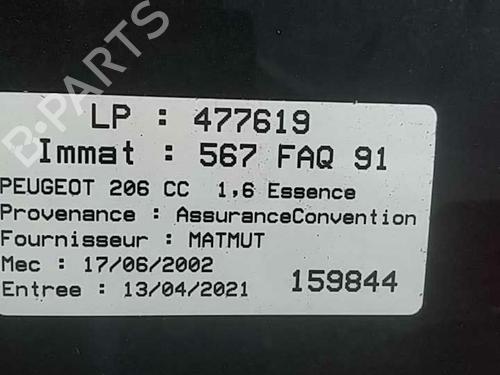 B-PARTS
LP : 477619
Immat : 567 FAQ 91
PEUGEOT 206 CC 1,6 Essence
Provenance : AssuranceConvention
Fournisseur : MATMUT
Mec : 17/06/2002
Entree : 13/04/2021 159844